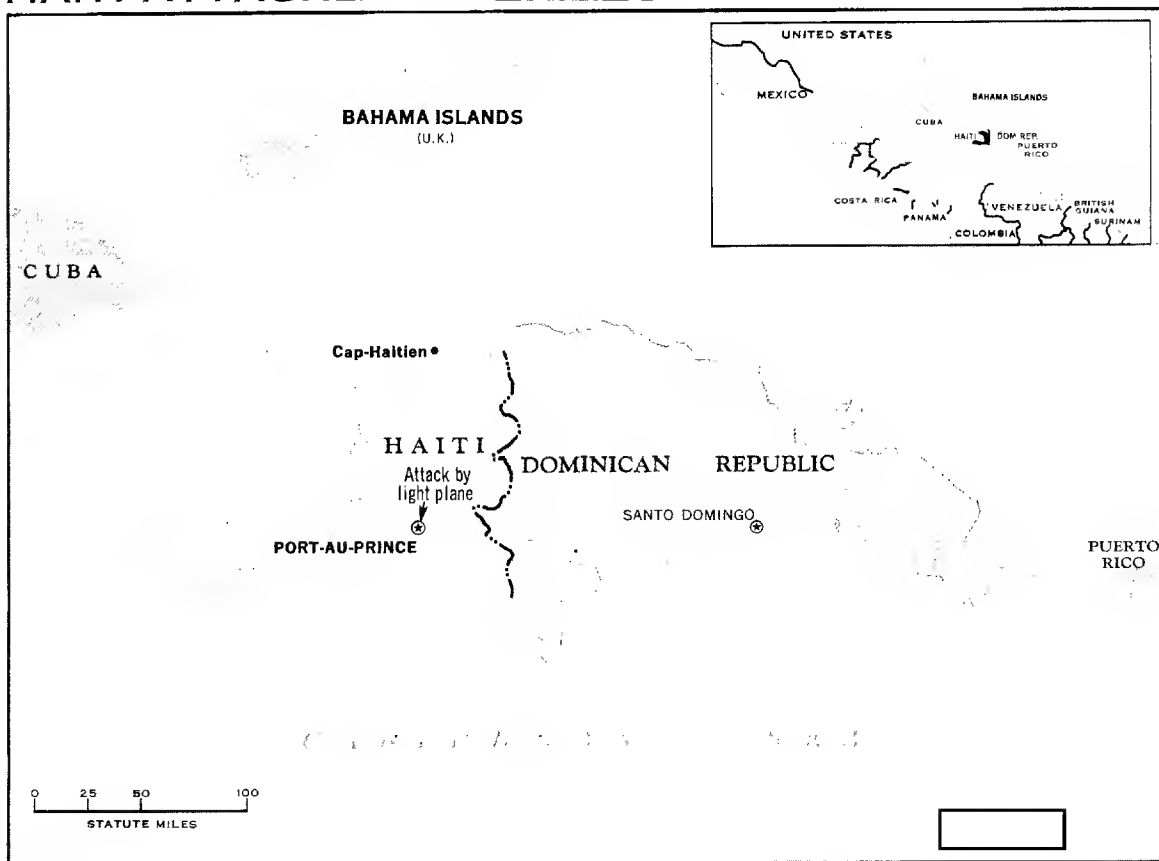 BAHAMA ISLANDS
(U.K.)
CUBA
Cap-Haitien
HAITI
Attack by
light plane
PORT-AU-PRINCE
DOMINICAN REPUBLIC
SANTO DOMINGO
PUERTO
RICO
0 25 50 100
STATUTE MILES
UNITED STATES
MEXICO
BAHAMA ISLANDS
CUBA
HAITI
DOM REP.
PUERTO
RICO
COSTA RICA
PANAMA
VENEZUELA
BRITISH
GUIANA
SURINAM
COLOMBIA